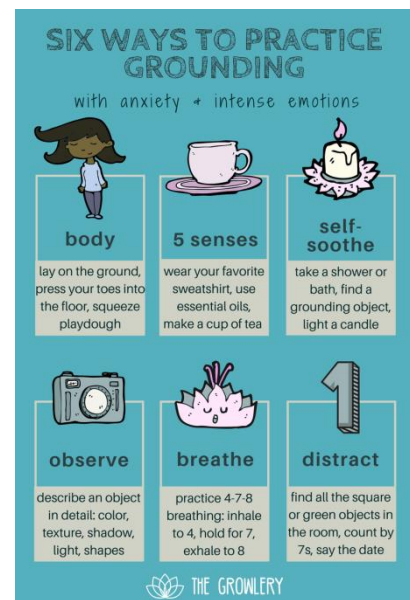 SIX WAYS TO PRACTICE
GROUNDING
with anxiety + intense emotions
body
lay on the ground,
press your toes into
the floor, squeeze
playdough
5 senses
wear your favorite
sweatshirt, use
essential oils,
make a cup of tea
self-
soothe
take a shower or
bath, find a
grounding object,
light a candle
observe
describe an object
in detail: color,
texture, shadow,
light, shapes
breathe
practice 4-7-8
breathing: inhale
to 4, hold for 7,
exhale to 8
1
distract
find all the square
or green objects in
the room, count by
7s, say the date
THE GROWLERY